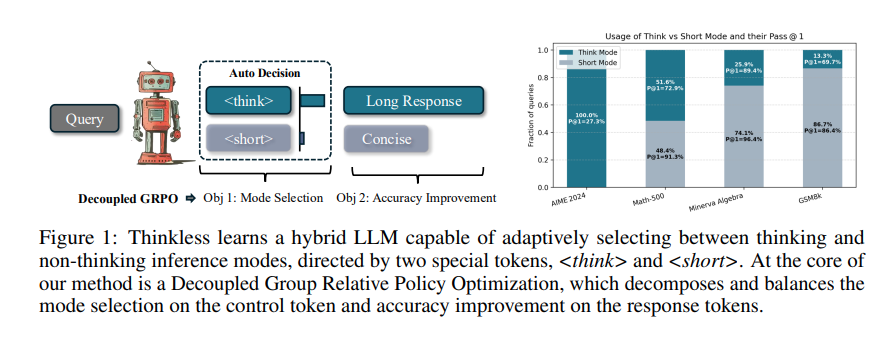 Query
Auto Decision
<think>
<short>
Long Response
Concise
Decoupled GRPO
Obj 1: Mode Selection
Obj 2: Accuracy Improvement
Usage of Think vs Short Mode and their Pass@1
Think Mode
Short Mode
Fraction of queries
1.0
0.8
0.6
0.4
0.2
0.0
100.0%
P@1=27.3%
51.6%
P@1=72.9%
48.4%
P@1=91.3%
25.9%
P@1=89.4%
74.1%
P@1=96.4%
13.3%
P@1=69.7%
86.7%
P@1=86.4%
AIME 2024
Math-500
Minerva Algebra
GSM8k
Figure 1: Thinkless learns a hybrid LLM capable of adaptively selecting between thinking and
non-thinking inference modes, directed by two special tokens, <think> and <short>. At the core of
our method is a Decoupled Group Relative Policy Optimization, which decomposes and balances the
mode selection on the control token and accuracy improvement on the response tokens.